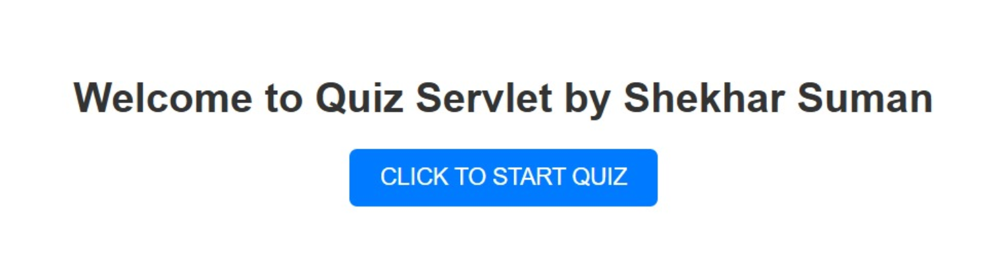 Welcome to Quiz Servlet by Shekhar Suman
CLICK TO START QUIZ